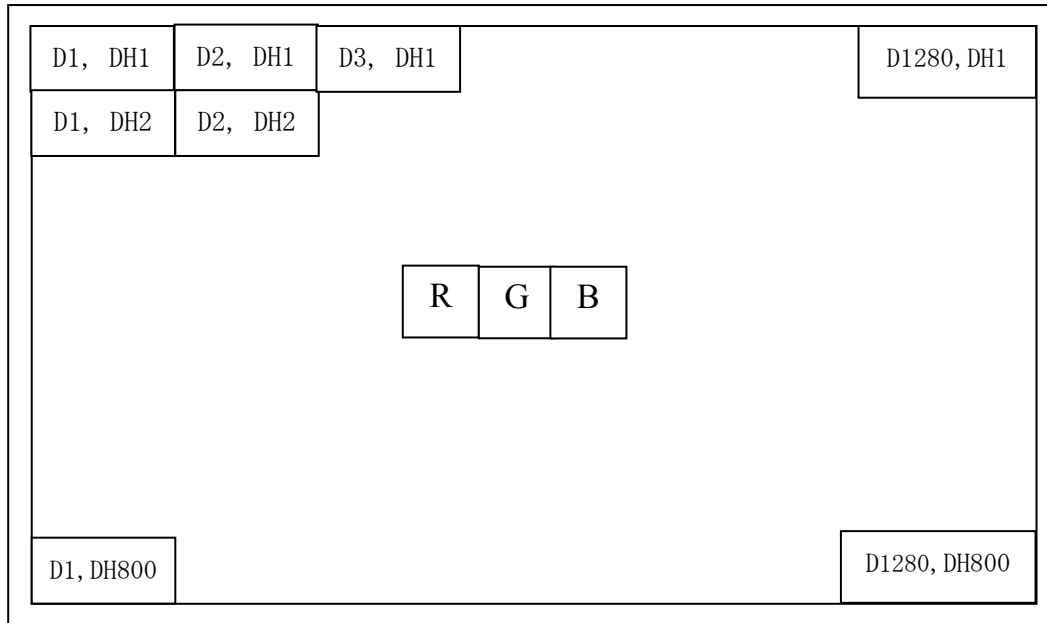 D1, DH1 D2, DH1 D3, DH1 D1280,DH1
D1, DH2 D2, DH2
R G B
D1,DH800 D1280,DH800